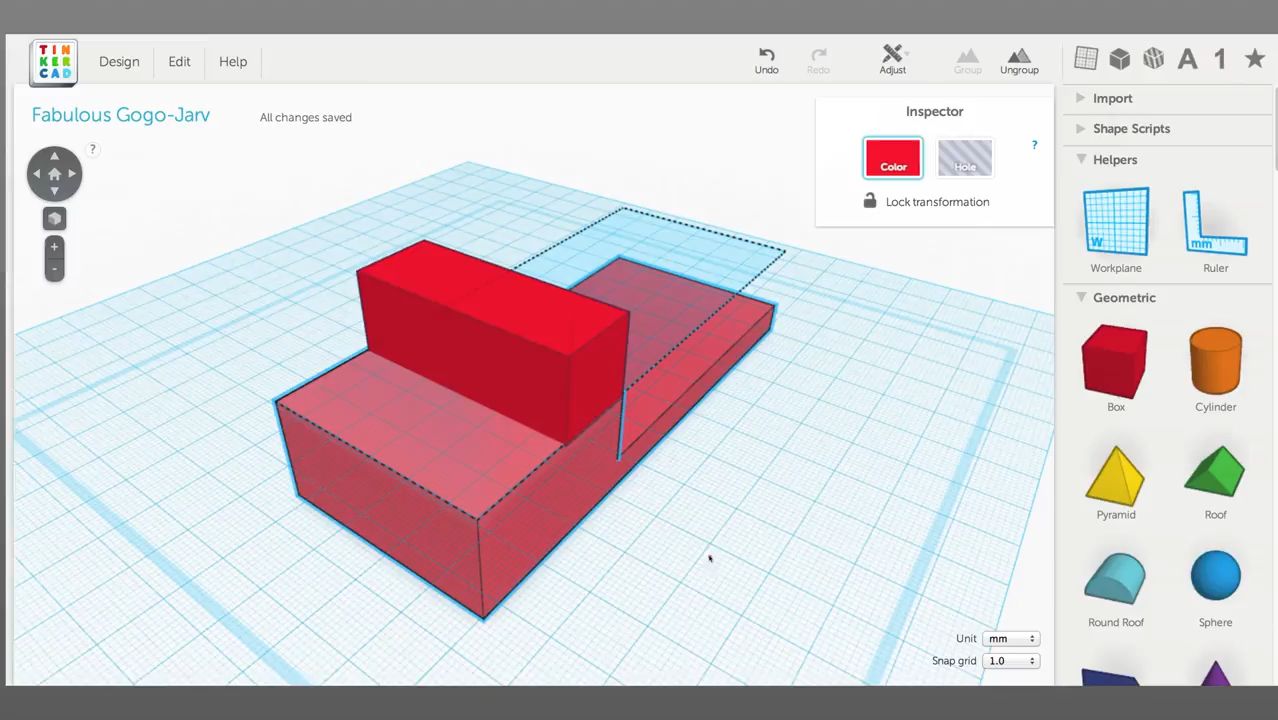 TIN
KER
CAD
Design
Edit
Help
Undo
Redo
Adjust
Group
Ungroup
A
1
Fabulous Gogo-Jarv
All changes saved
?
Inspector
Color
Hole
?
Lock transformation
+
-
Import
Shape Scripts
Helpers
W
mm
Workplane
Ruler
Geometric
Box
Cylinder
Pyramid
Roof
Round Roof
Sphere
Unit
mm
Snap grid
1.0